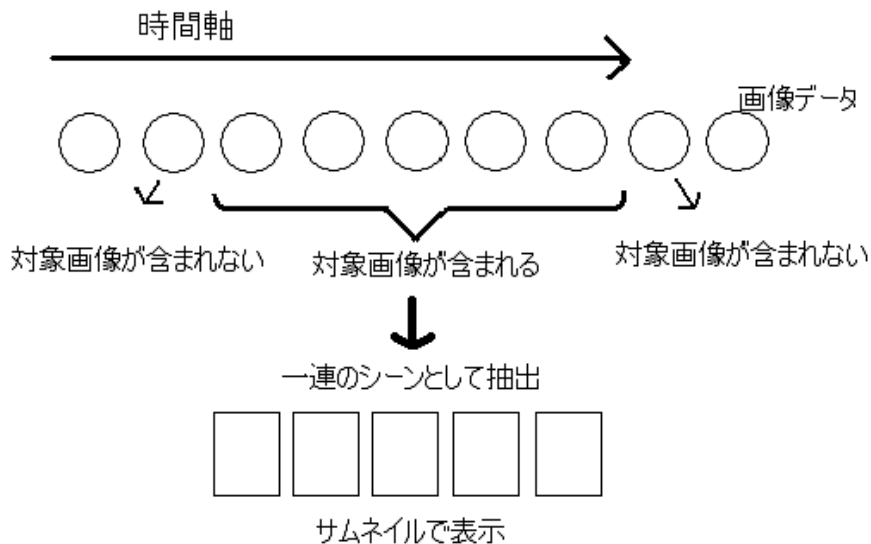 時間軸
画像データ
対象画像が含まれない
対象画像が含まれる
対象画像が含まれない
一連のシーンとして抽出
サムネイルで表示